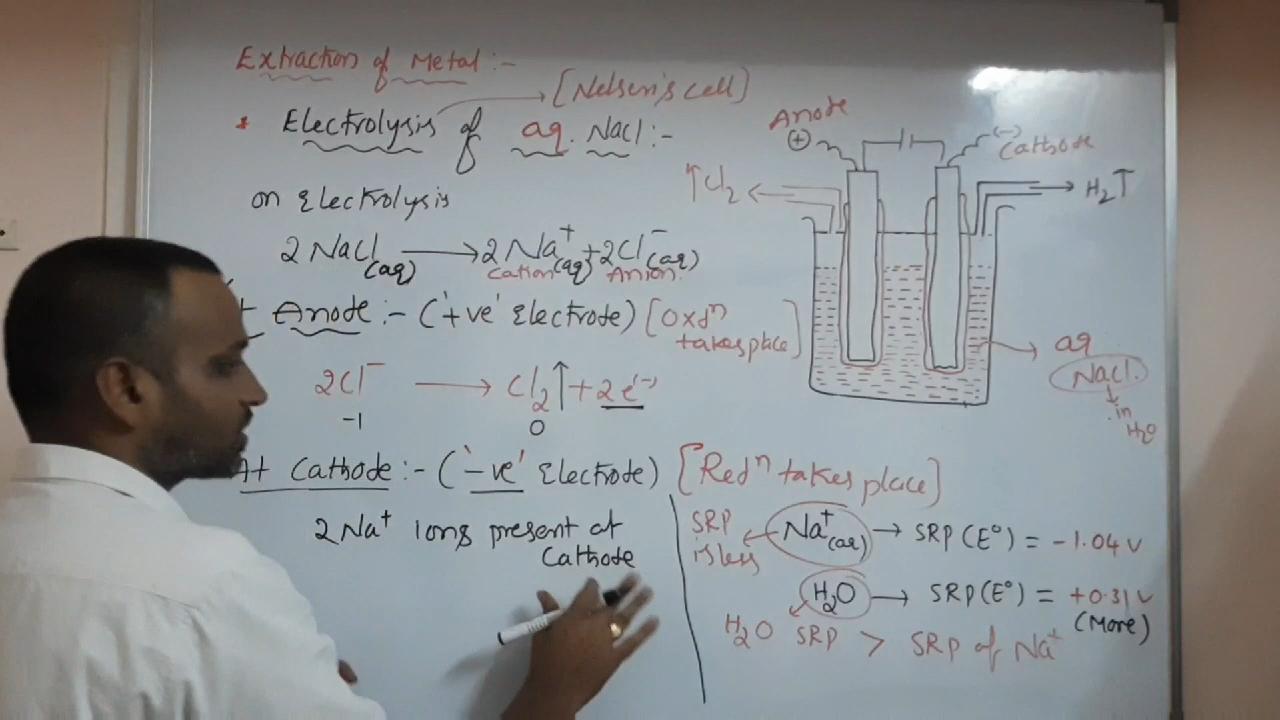 Extraction of Metal :-
[Nelson's cell]
* Electrolysis of aq. Nacl :-
on Electrolysis
2 NaCl(aq) → 2 Na⁺(aq) + 2Cl⁻(aq)
Cation Anion.
Anode :- ('+ve' Electrode) [Oxdⁿ takes place]
2Cl⁻ → Cl₂↑ + 2e⁽⁻⁾
-1 0
At Cathode :- ('-ve' Electrode) [Redⁿ takes place]
2Na⁺ ions present at
Cathode
SRP is less ← Na⁺(aq) → SRP (E°) = -1.04 V
H₂O → SRP (E°) = +0.31 V
(More)
H₂O SRP > SRP of Na⁺
Anode
+
(-)
Cathode
↑Cl₂
H₂↑
aq
NaCl.
in
H₂O